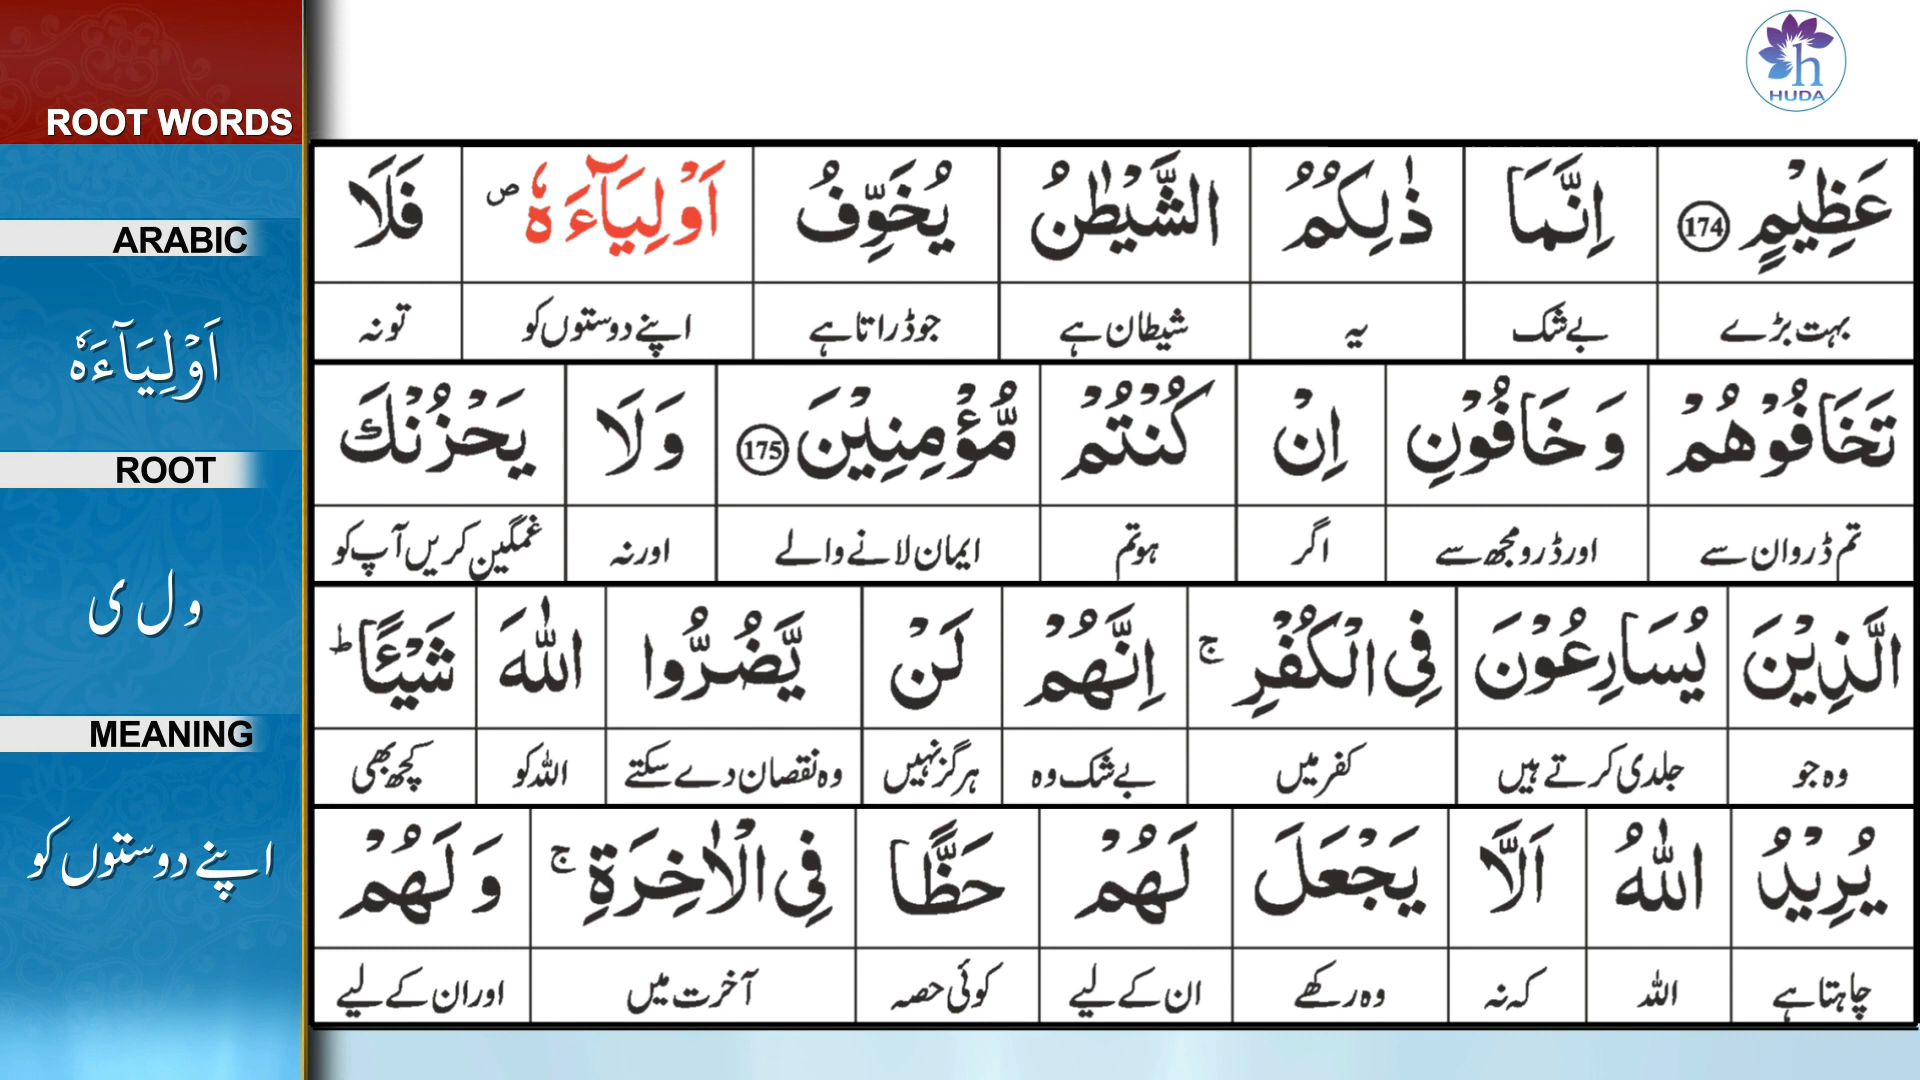 ROOT WORDS
ARABIC
اَوْلِيَآءَهٗ
ROOT
و ل ی
MEANING
اپنے دوستوں کو
h
HUDA
عَظِيْمٍ 174 اِنَّمَا ذٰلِكُمُ الشَّيْطٰنُ يُخَوِّفُ اَوْلِيَآءَهٗ ص فَلَا
بہت بڑے بے شک یہ شیطان ہے جو ڈراتا ہے اپنے دوستوں کو تو نہ
تَخَافُوْهُمْ وَخَافُوْنِ اِنْ كُنْتُمْ مُّؤْمِنِيْنَ 175 وَلَا يَحْزُنْكَ
تم ڈرو ان سے اور ڈرو مجھ سے اگر ہو تم ایمان لانے والے اور نہ غمگین کریں آپ کو
الَّذِيْنَ يُسَارِعُوْنَ فِى الْكُفْرِ ج اِنَّهُمْ لَنْ يَّضُرُّوا اللّٰهَ شَيْـًٔا ط
وہ جو جلدی کرتے ہیں کفر میں بے شک وہ ہرگز نہیں وہ نقصان دے سکتے اللہ کو کچھ بھی
يُرِيْدُ اللّٰهُ اَلَّا يَجْعَلَ لَهُمْ حَظًّا فِى الْاٰخِرَةِ ج وَلَهُمْ
چاہتا ہے اللہ کہ نہ وہ رکھے ان کے لیے کوئی حصہ آخرت میں اور ان کے لیے